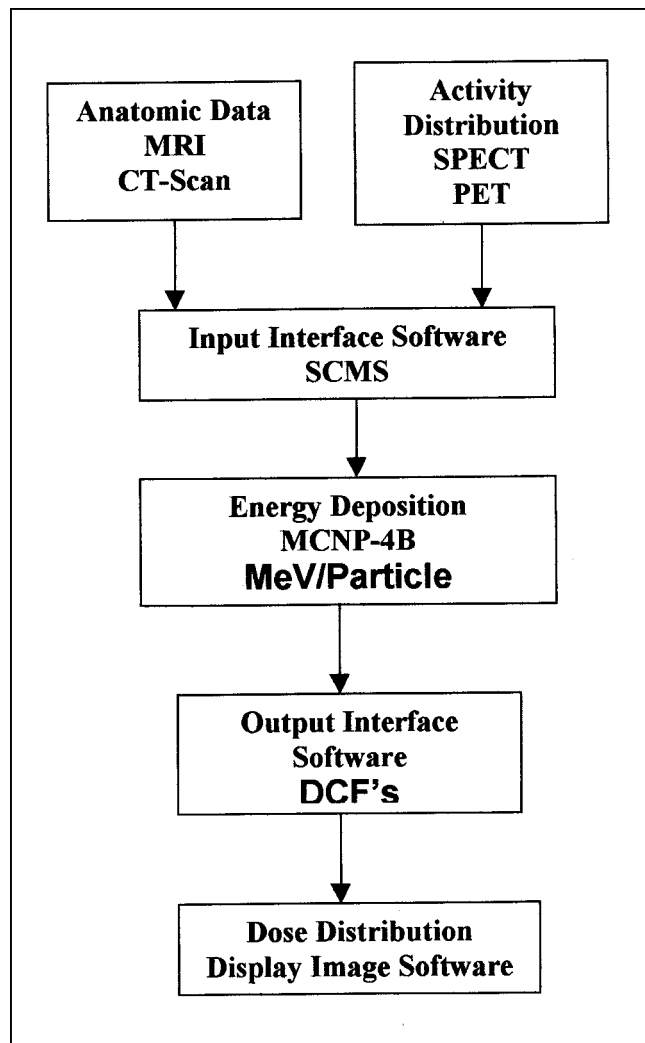 Anatomic Data
MRI
CT-Scan
Activity
Distribution
SPECT
PET
Input Interface Software
SCMS
Energy Deposition
MCNP-4B
MeV/Particle
Output Interface
Software
DCF's
Dose Distribution
Display Image Software